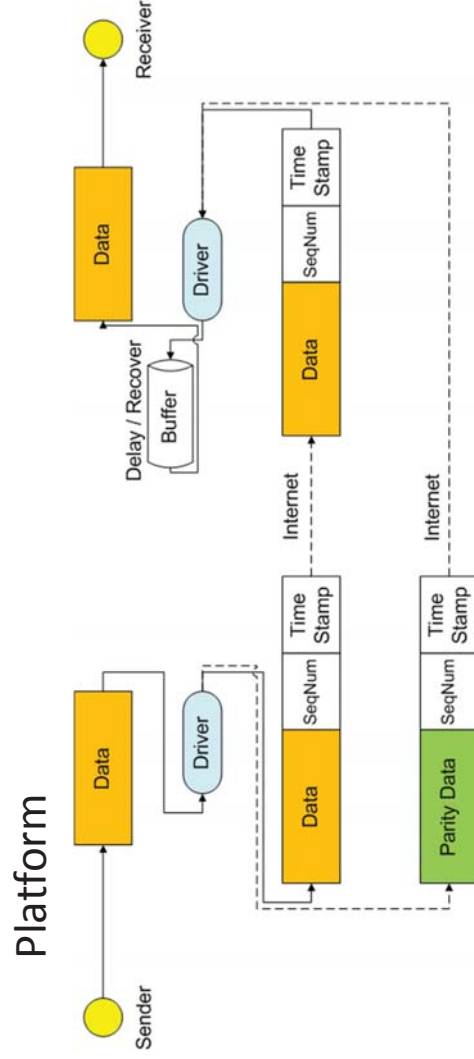 Platform
Sender
Data
Driver
Data
SeqNum
Time
Stamp
Parity Data
SeqNum
Time
Stamp
Internet
Internet
Data
SeqNum
Time
Stamp
Driver
Delay / Recover
Buffer
Data
Receiver